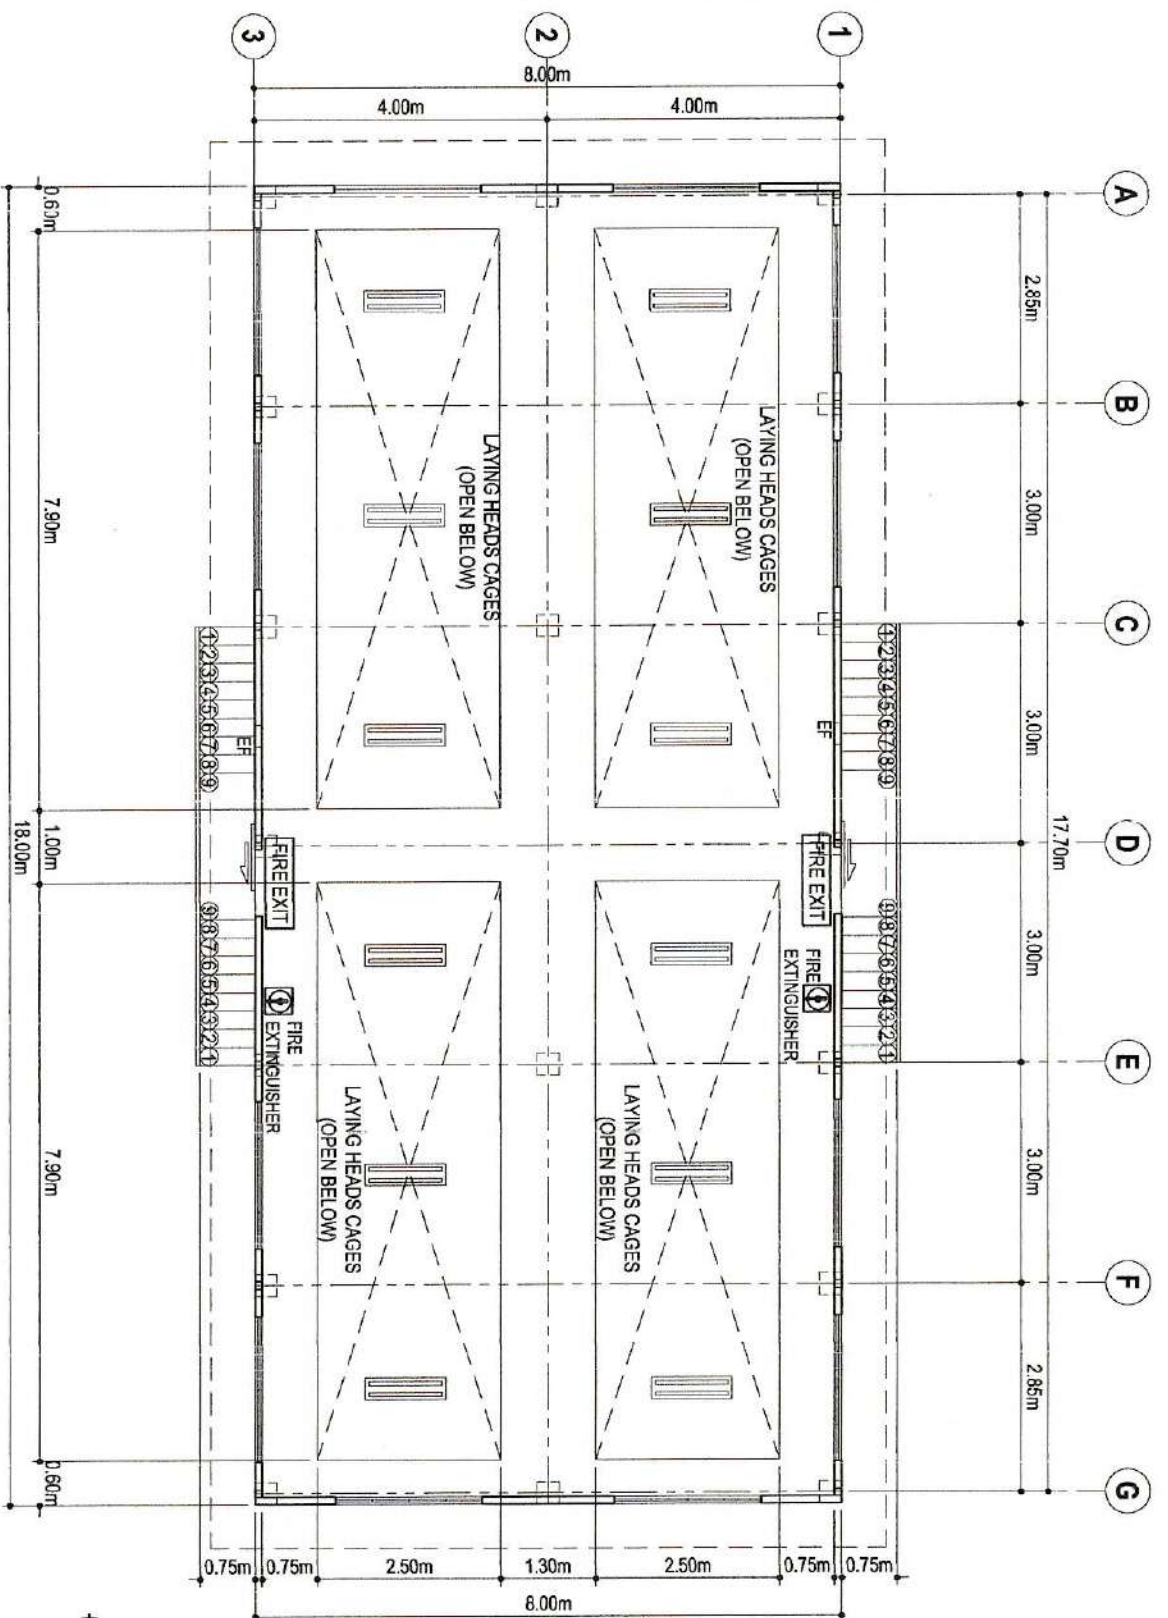 3
2
1
8.00m
4.00m
4.00m
A
B
C
D
E
F
G
2.85m
3.00m
3.00m
3.00m
3.00m
2.85m
17.70m
0.60m
7.90m
1.00m
7.90m
0.60m
18.00m
LAYING HEADS CAGES
(OPEN BELOW)
LAYING HEADS CAGES
(OPEN BELOW)
1 2 3 4 5 6 7 8 9
EF
1 2 3 4 5 6 7 8 9
EF
FIRE EXIT
FIRE EXIT
9 8 7 6 5 4 3 2 1
9 8 7 6 5 4 3 2 1
FIRE
EXTINGUISHER
FIRE
EXTINGUISHER
LAYING HEADS CAGES
(OPEN BELOW)
LAYING HEADS CAGES
(OPEN BELOW)
0.75m
0.75m
2.50m
1.30m
2.50m
0.75m
0.75m
8.00m